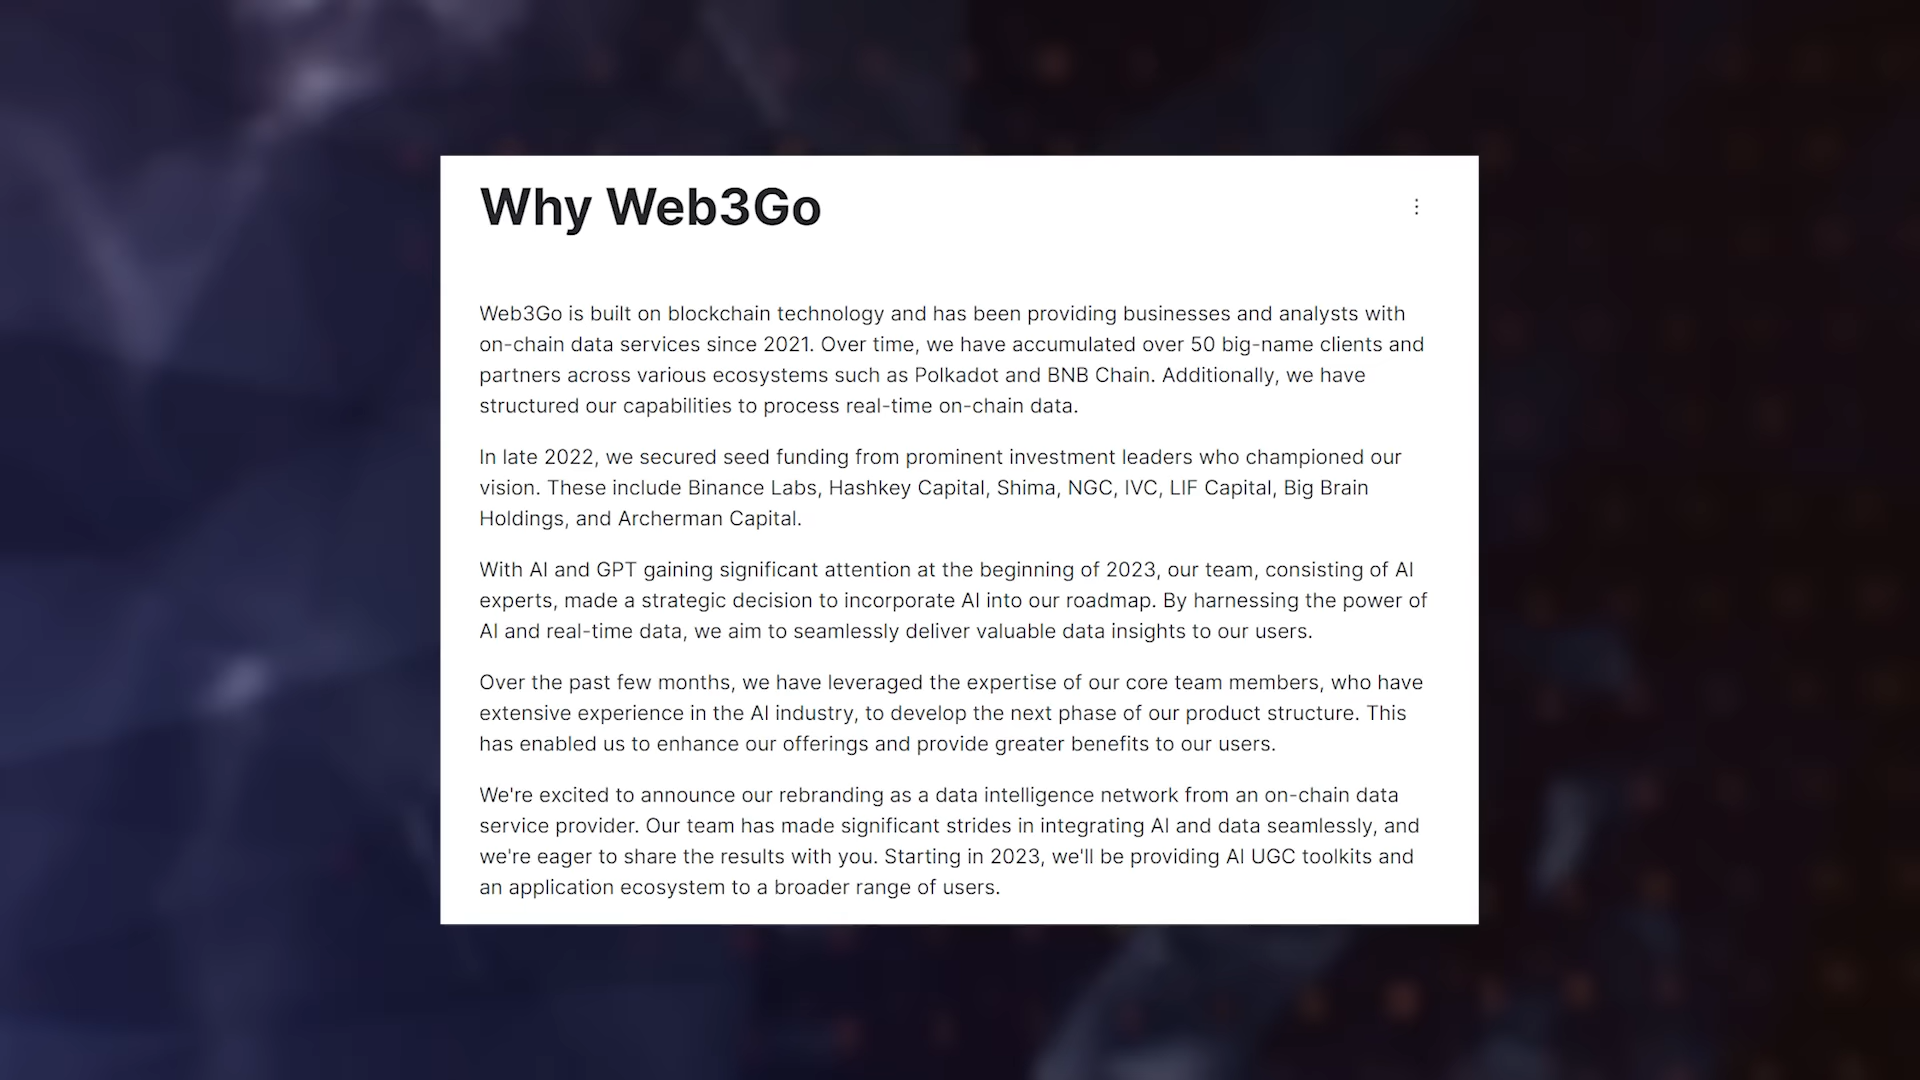 Why Web3Go
Web3Go is built on blockchain technology and has been providing businesses and analysts with
on-chain data services since 2021. Over time, we have accumulated over 50 big-name clients and
partners across various ecosystems such as Polkadot and BNB Chain. Additionally, we have
structured our capabilities to process real-time on-chain data.
In late 2022, we secured seed funding from prominent investment leaders who championed our
vision. These include Binance Labs, Hashkey Capital, Shima, NGC, IVC, LIF Capital, Big Brain
Holdings, and Archerman Capital.
With AI and GPT gaining significant attention at the beginning of 2023, our team, consisting of AI
experts, made a strategic decision to incorporate AI into our roadmap. By harnessing the power of
AI and real-time data, we aim to seamlessly deliver valuable data insights to our users.
Over the past few months, we have leveraged the expertise of our core team members, who have
extensive experience in the AI industry, to develop the next phase of our product structure. This
has enabled us to enhance our offerings and provide greater benefits to our users.
We're excited to announce our rebranding as a data intelligence network from an on-chain data
service provider. Our team has made significant strides in integrating AI and data seamlessly, and
we're eager to share the results with you. Starting in 2023, we'll be providing AI UGC toolkits and
an application ecosystem to a broader range of users.